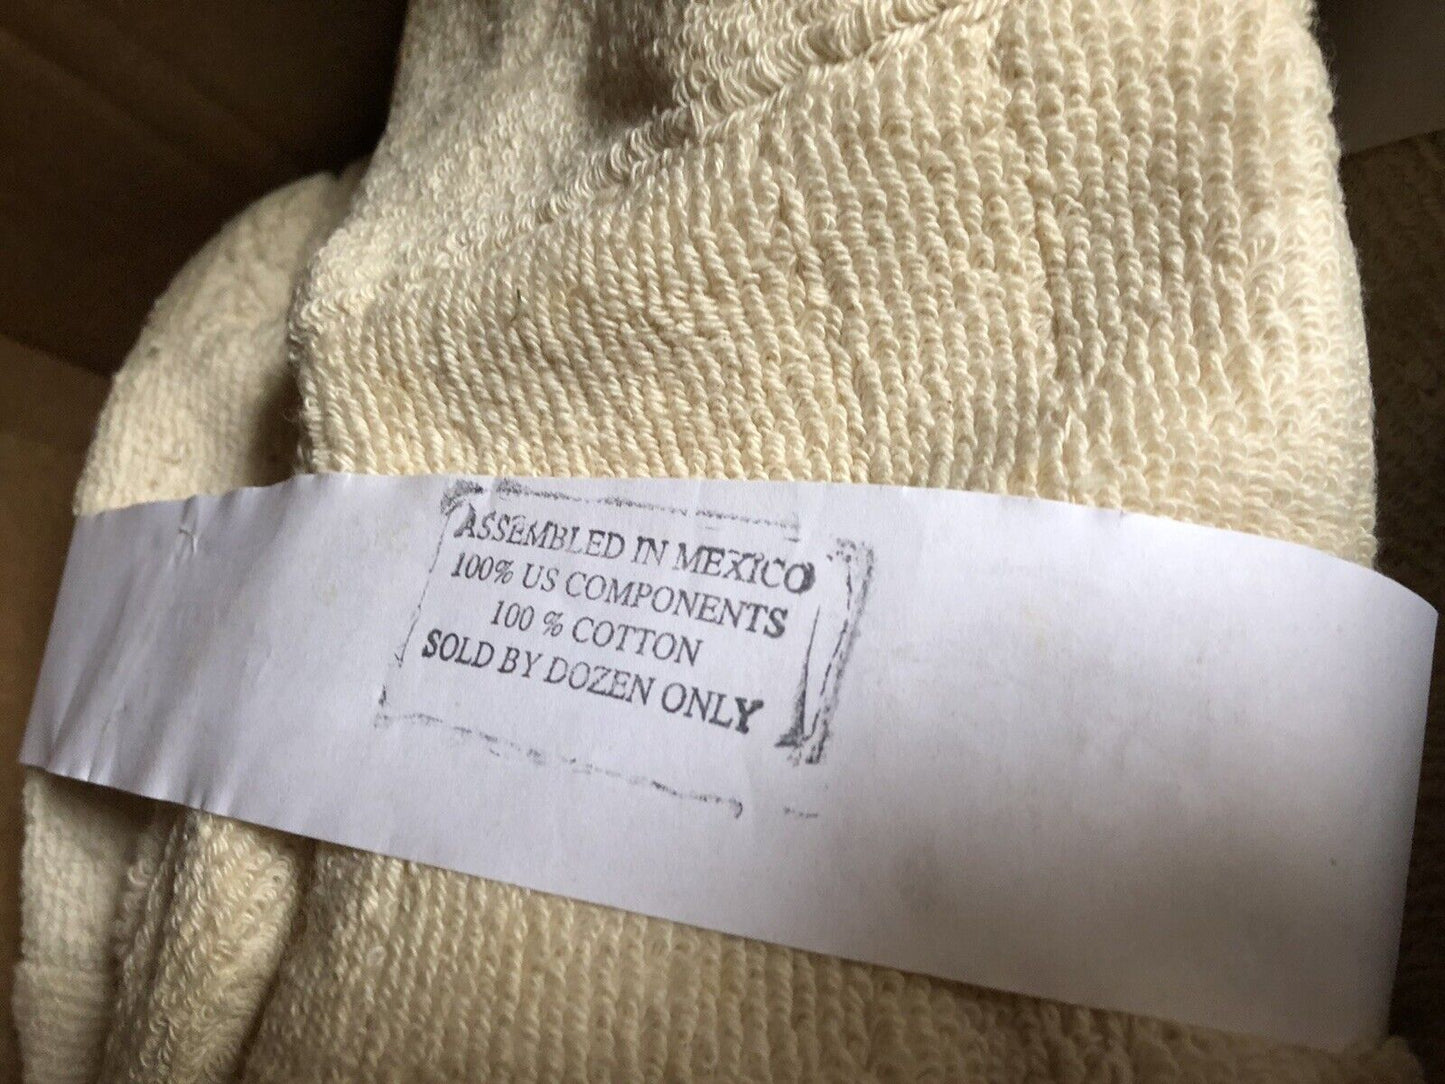 ASSEMBLED IN MEXICO
100% US COMPONENTS
100 % COTTON
SOLD BY DOZEN ONLY